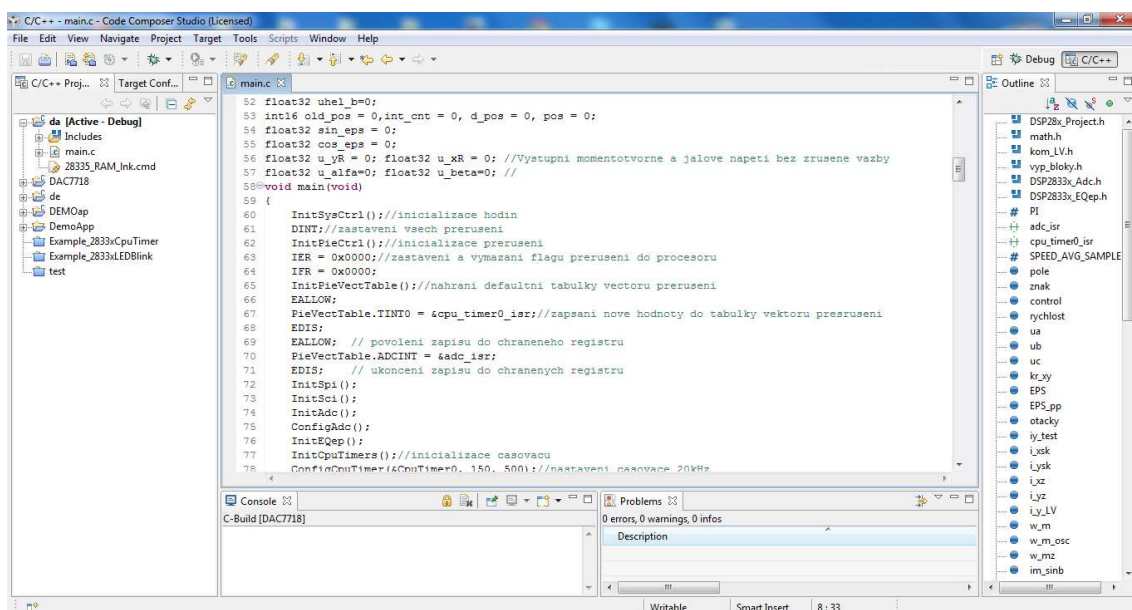 C/C++ - main.c - Code Composer Studio (Licensed)
File Edit View Navigate Project Target Tools Scripts Window Help
Debug C/C++
C/C++ Proj... Target Conf...
da [Active - Debug]
Includes
main.c
28335_RAM_lnk.cmd
DAC7718
de
DEMOap
DemoApp
Example_2833xCpuTimer
Example_2833xLEDBlink
test
main.c
52 float32 uhel_b=0;
53 int16 old_pos = 0,int_cnt = 0, d_pos = 0, pos = 0;
54 float32 sin_eps = 0;
55 float32 cos_eps = 0;
56 float32 u_yR = 0; float32 u_xR = 0; //Vystupni momentotvorne a jalove napeti bez zrusene vazby
57 float32 u_alfa=0; float32 u_beta=0; //
58 void main(void)
59 {
60 InitSysCtrl();//inicializace hodin
61 DINT;//zastaveni vsech preruseni
62 InitPieCtrl();//inicializace preruseni
63 IER = 0x0000;//zastaveni a vymazani flagu preruseni do procesoru
64 IFR = 0x0000;
65 InitPieVectTable();//nahrani defaultni tabulky vectoru preruseni
66 EALLOW;
67 PieVectTable.TINT0 = &cpu_timer0_isr;//zapsani nove hodnoty do tabulky vektoru presruseni
68 EDIS;
69 EALLOW; // povoleni zapisu do chraneneho registru
70 PieVectTable.ADCINT = &adc_isr;
71 EDIS; // ukonceni zapisu do chranenych registru
72 InitSpi();
73 InitSci();
74 InitAdc();
75 ConfigAdc();
76 InitEQep();
77 InitCpuTimers();//inicializace casovacu
78 ConfigCpuTimer(&CpuTimer0, 150, 500);//nastaveni casovace 20kHz
Outline
DSP28x_Project.h
math.h
kom_LV.h
vyp_bloky.h
DSP2833x_Adc.h
DSP2833x_EQep.h
# PI
adc_isr
cpu_timer0_isr
# SPEED_AVG_SAMPLE
pole
znak
control
rychlost
ua
ub
uc
kr_xy
EPS
EPS_pp
otacky
iy_test
i_xsk
i_ysk
i_xz
i_yz
i_y_LV
w_m
w_m_osc
w_mz
im_sinb
Console
C-Build [DAC7718]
Problems
0 errors, 0 warnings, 0 infos
Description
Writable Smart Insert 8 : 33